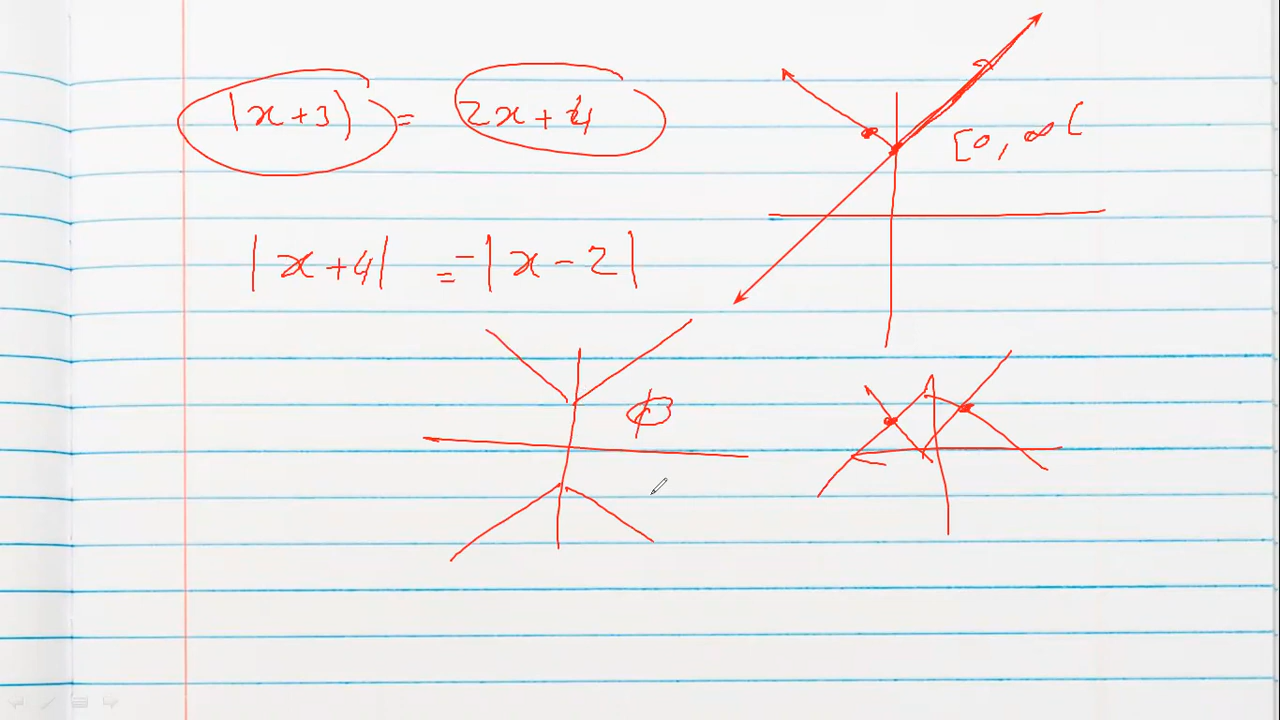 |x+3| = 2x+4
[0, ∞[
|x+4| = -|x-2|
ϕ